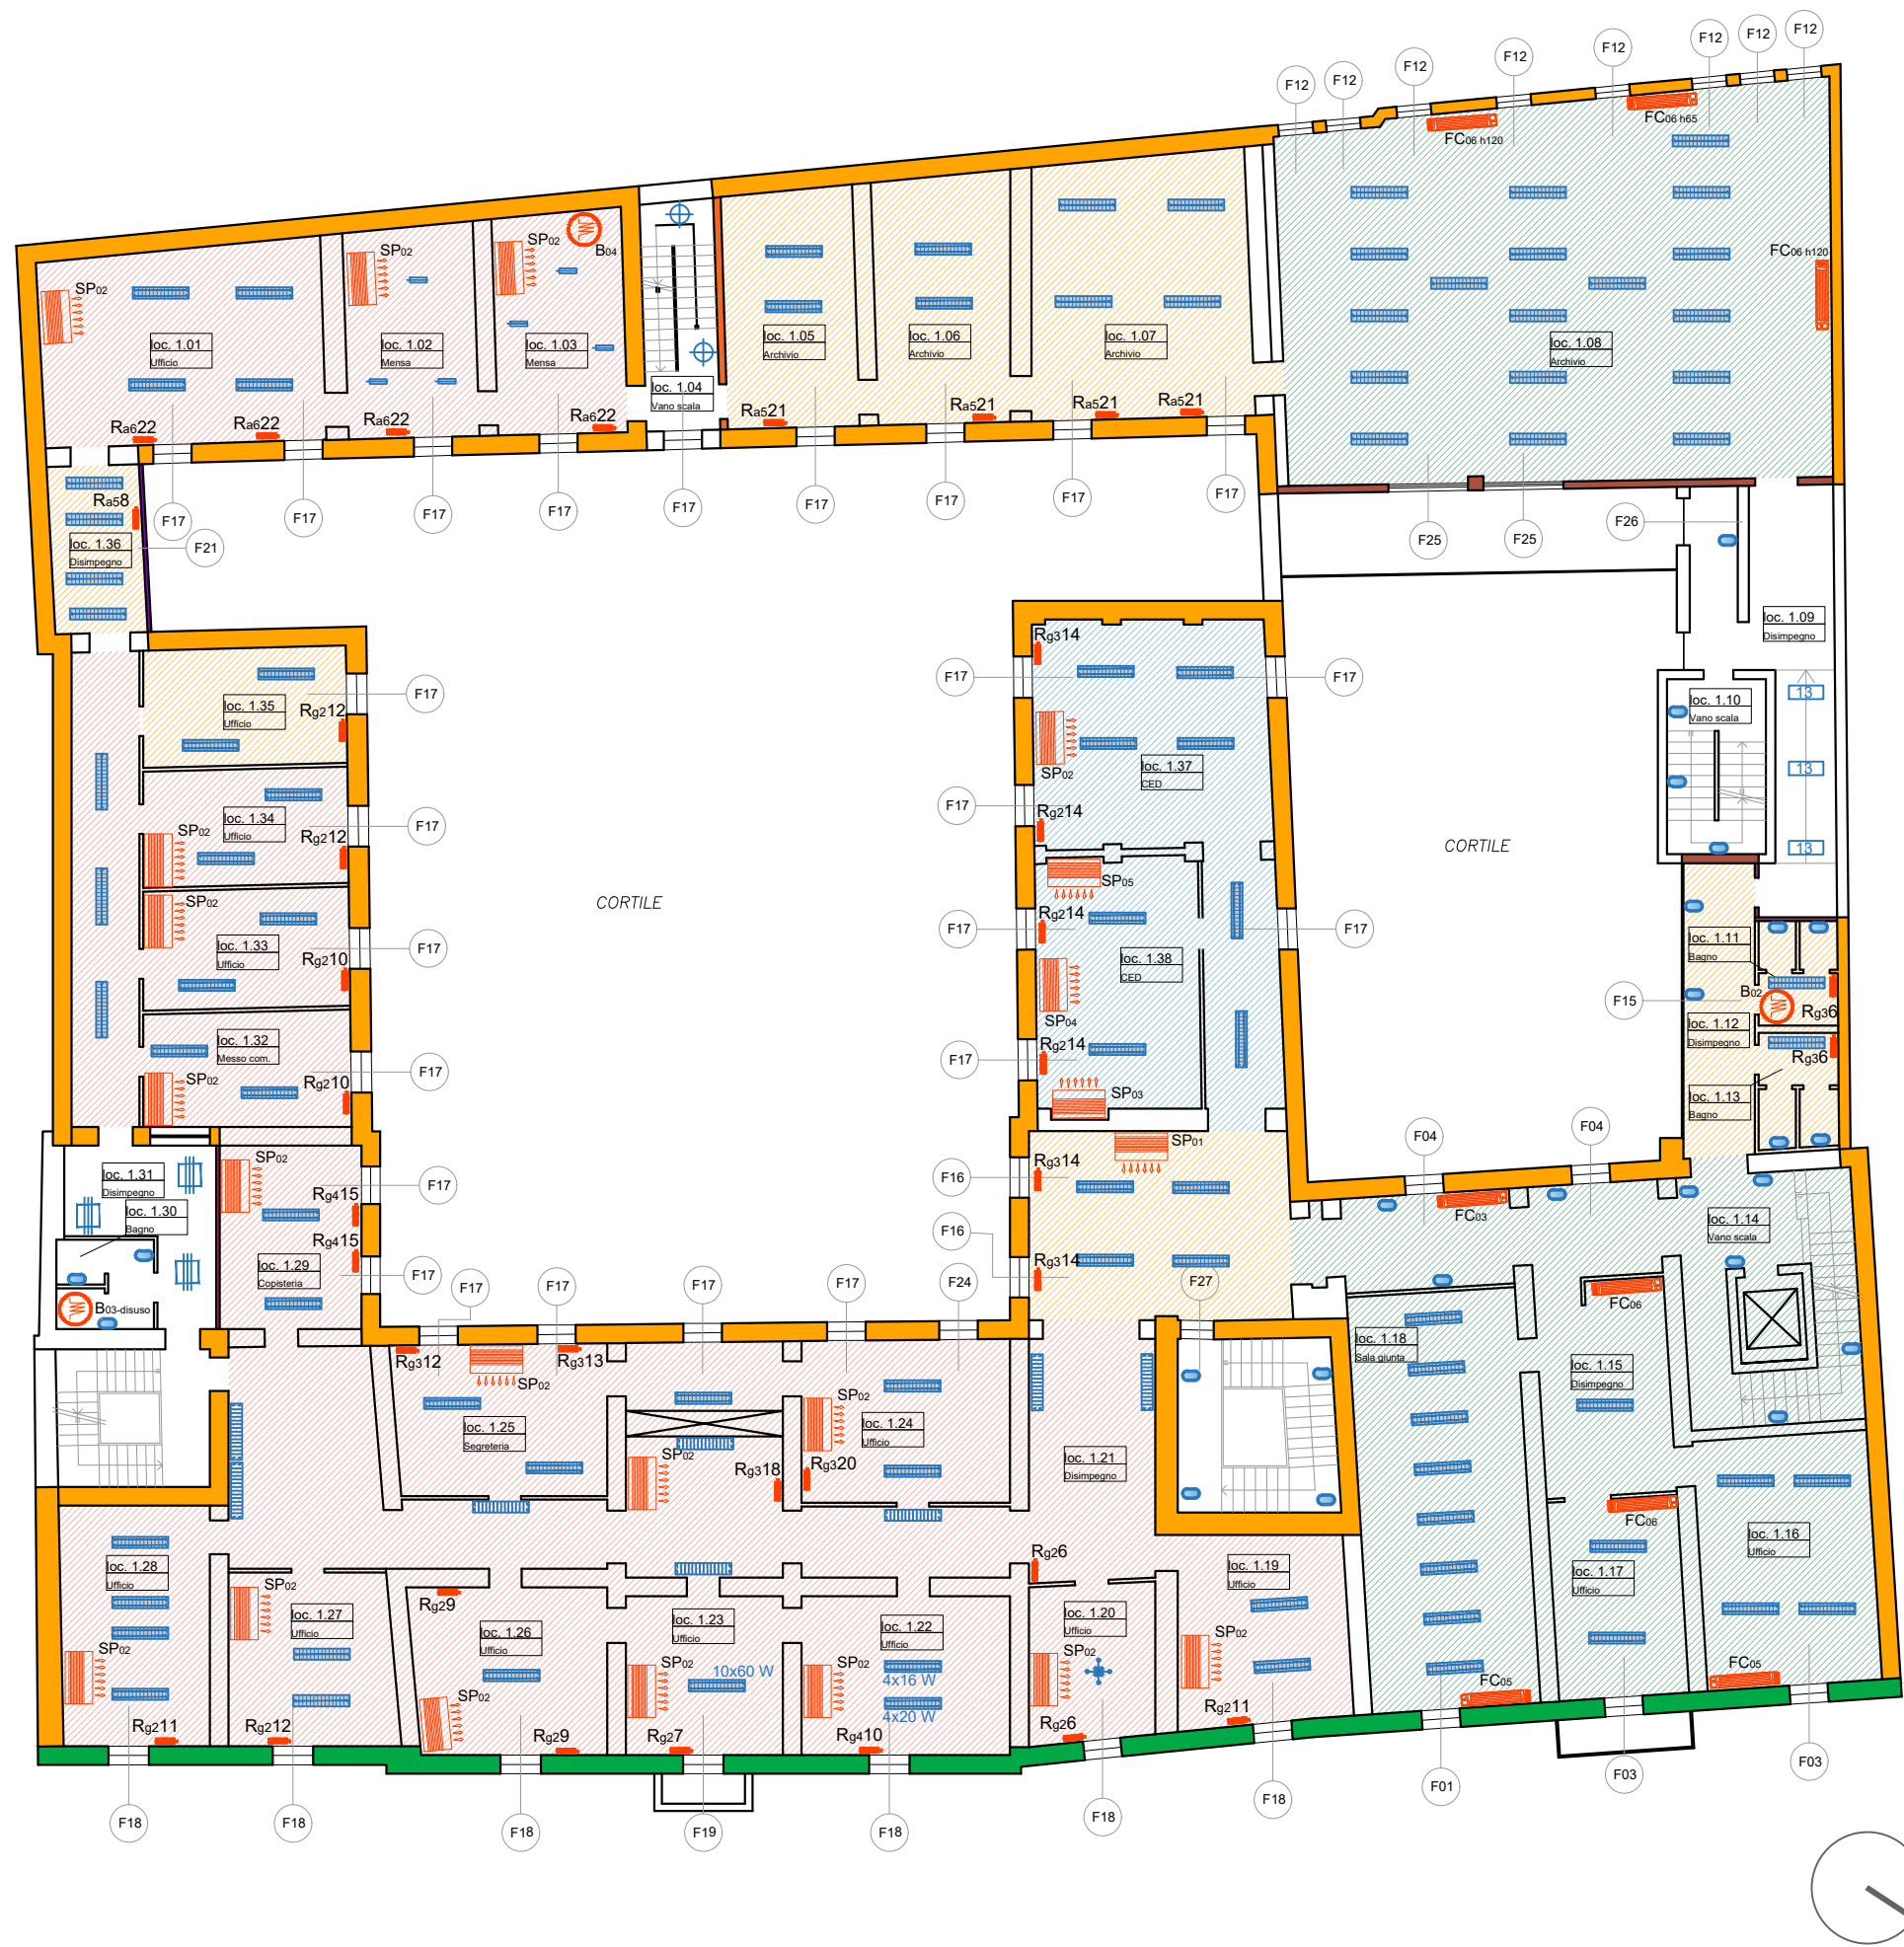 F12
F12
F12
F12
F12
F12
F12
F12
FC06 h120
FC06 h65
FC06 h120
SP02
SP02
SP02
B04
loc. 1.01
Ufficio
loc. 1.02
Mensa
loc. 1.03
Mensa
loc. 1.04
Vano scala
loc. 1.05
Archivio
loc. 1.06
Archivio
loc. 1.07
Archivio
loc. 1.08
Archivio
Ra622
Ra622
Ra622
Ra622
Ra521
Ra521
Ra521
Ra521
F17
F17
F17
F17
F17
F17
F17
F17
F17
F25
F25
F26
Ra58
loc. 1.36
Disimpegno
F21
loc. 1.09
Disimpegno
loc. 1.10
Vano scala
13
13
13
loc. 1.35
Ufficio
Rg212
F17
loc. 1.34
Ufficio
SP02
Rg212
F17
SP02
loc. 1.33
Ufficio
Rg210
F17
loc. 1.32
Messo com.
SP02
Rg210
F17
CORTILE
CORTILE
Rg314
F17
F17
SP02
loc. 1.37
CED
F17
Rg214
SP05
Rg214
F17
F17
loc. 1.38
CED
SP04
Rg214
F17
SP03
loc. 1.11
Bagno
B02
Rg36
F15
loc. 1.12
Disimpegno
Rg36
loc. 1.13
Bagno
F04
F04
SP01
Rg314
F16
F16
Rg314
F24
F27
FC03
loc. 1.14
Vano scala
loc. 1.31
Disimpegno
loc. 1.30
Bagno
B03-disuso
SP02
Rg415
Rg415
F17
F17
loc. 1.29
Copisteria
F17
F17
F17
F17
Rg312
Rg313
SP02
loc. 1.25
Segreteria
SP02
Rg318
SP02
Rg320
loc. 1.24
Ufficio
loc. 1.21
Disimpegno
loc. 1.18
Sala giunta
FC06
loc. 1.15
Disimpegno
FC06
loc. 1.16
Ufficio
loc. 1.17
Ufficio
loc. 1.28
Ufficio
SP02
Rg211
SP02
loc. 1.27
Ufficio
Rg212
Rg29
loc. 1.26
Ufficio
SP02
Rg29
loc. 1.23
Ufficio
SP02
10x60 W
Rg27
loc. 1.22
Ufficio
SP02
4x16 W
4x20 W
Rg410
Rg26
loc. 1.20
Ufficio
SP02
Rg26
loc. 1.19
Ufficio
SP02
Rg211
FC05
FC05
F18
F18
F18
F19
F18
F18
F18
F01
F03
F03